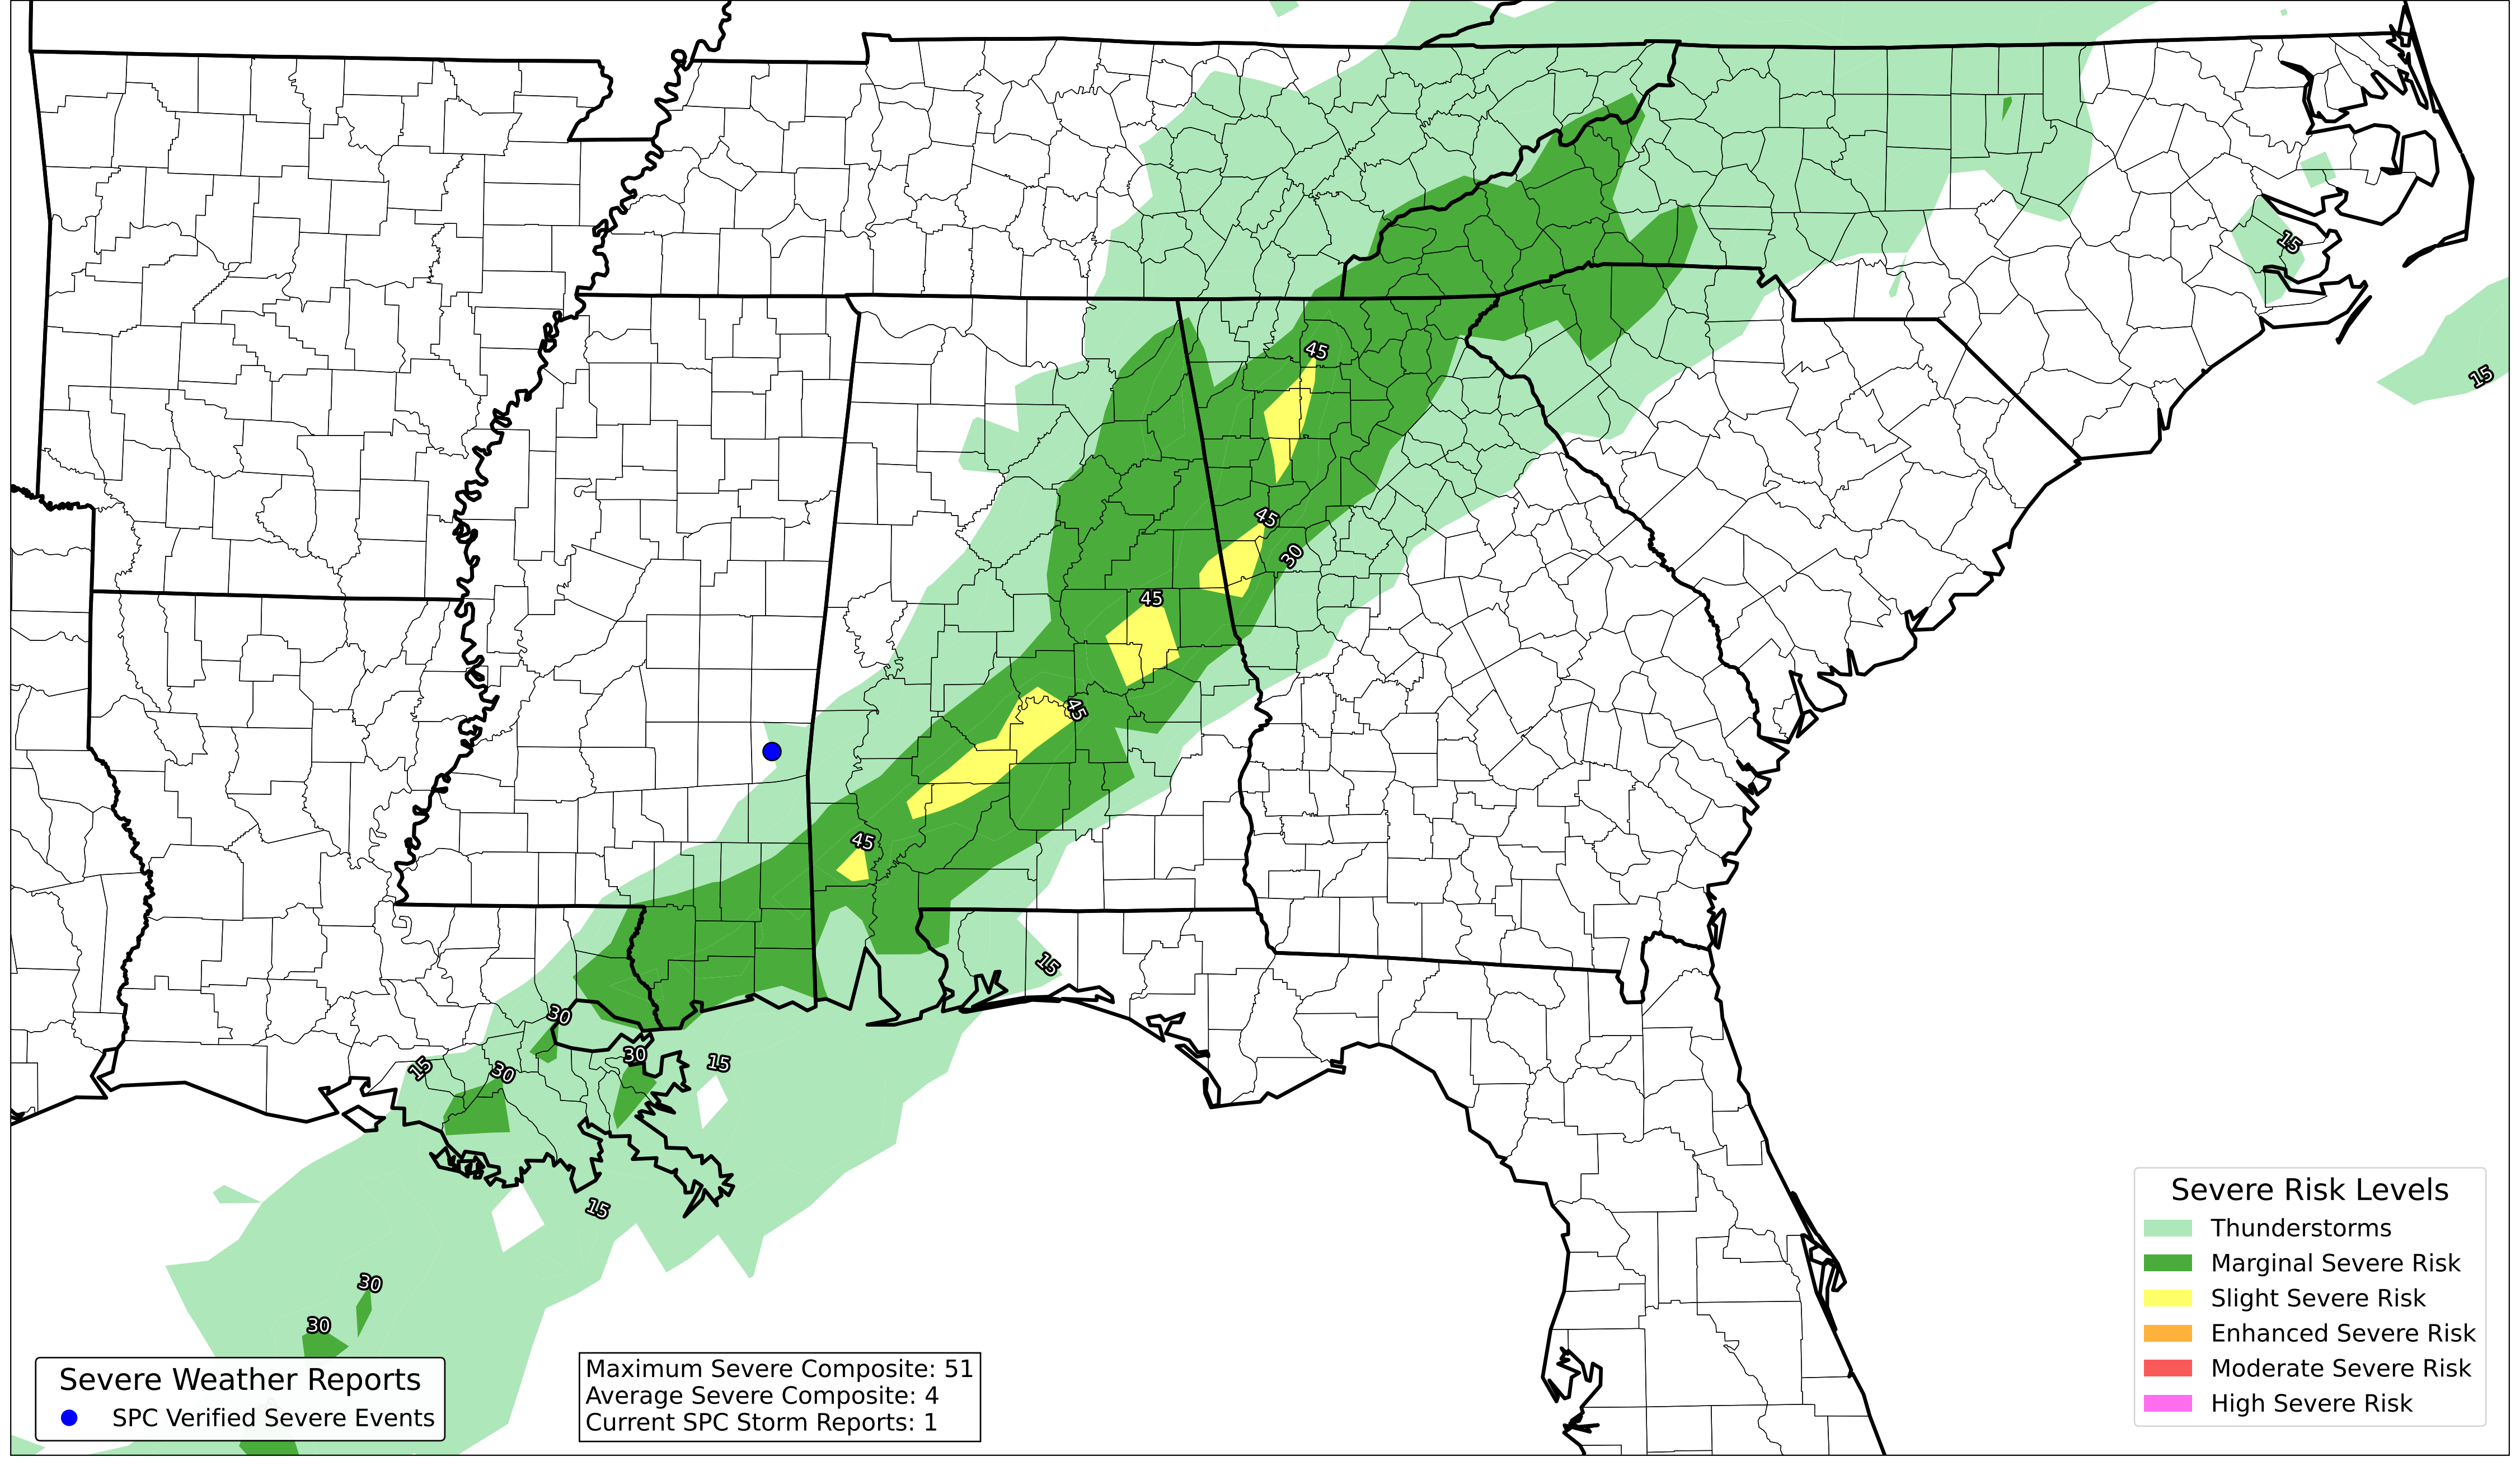 15
15
45
45
30
45
45
45
15
30
30
15
15
30
15
30
30
Severe Risk Levels
Thunderstorms
Marginal Severe Risk
Slight Severe Risk
Enhanced Severe Risk
Moderate Severe Risk
High Severe Risk
Severe Weather Reports
SPC Verified Severe Events
Maximum Severe Composite: 51
Average Severe Composite: 4
Current SPC Storm Reports: 1